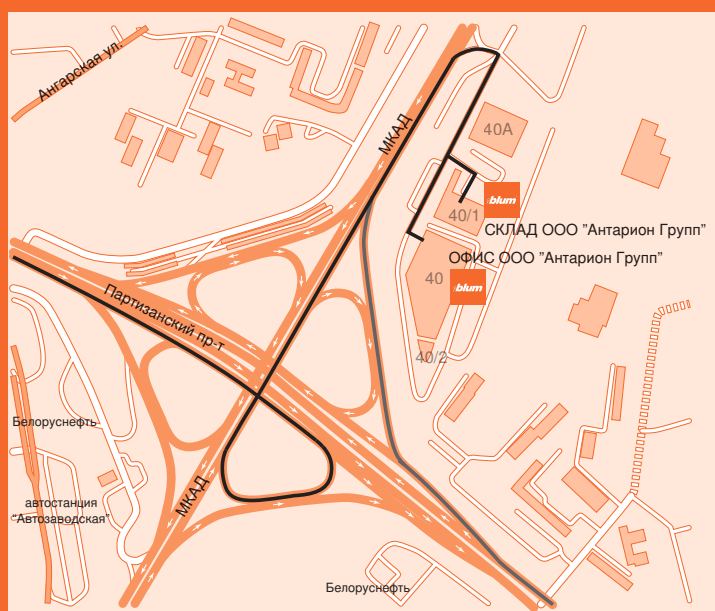 Ангарская ул.
МКАД
40А
blum
40/1
СКЛАД ООО "Антарион Групп"
ОФИС ООО "Антарион Групп"
40
blum
Партизанский пр-т
40/2
Белоруснефть
МКАД
автостанция
"Автозаводская"
Белоруснефть